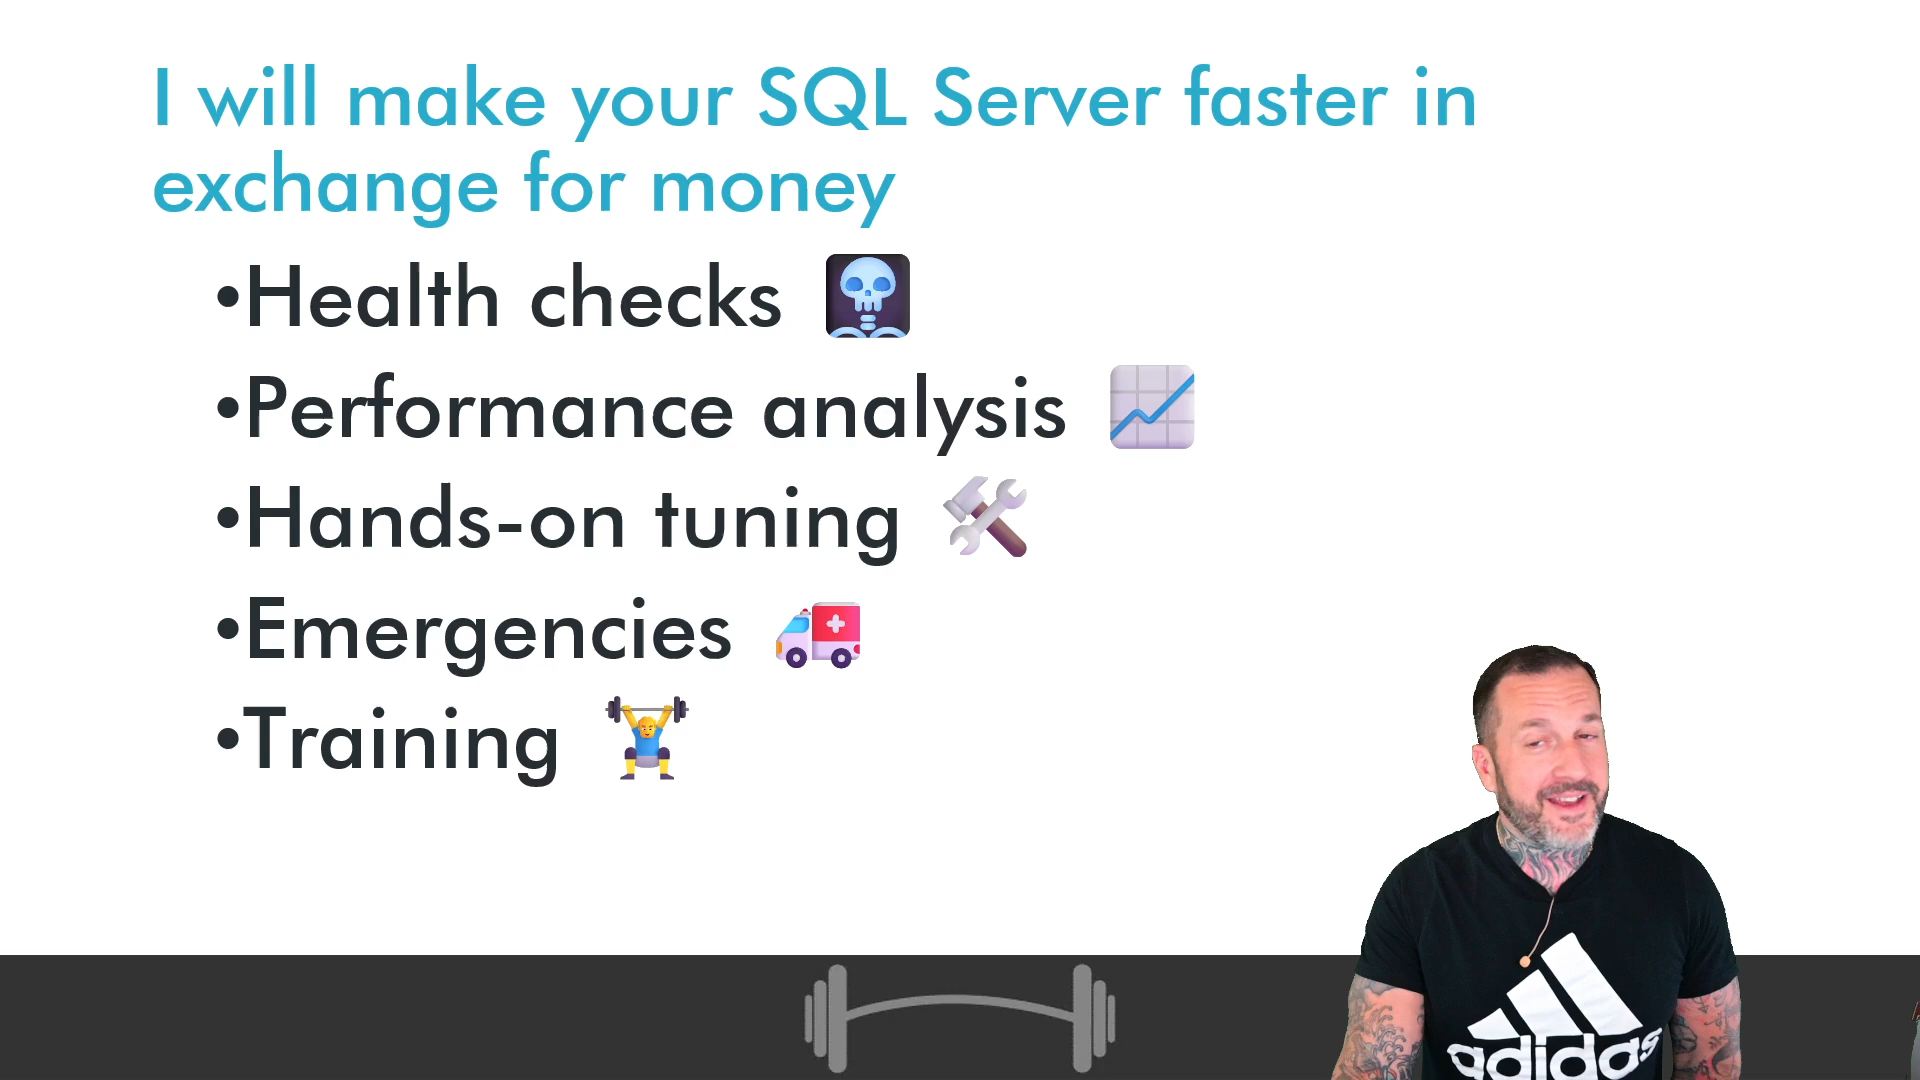 I will make your SQL Server faster in
exchange for money
•Health checks
•Performance analysis
•Hands-on tuning
•Emergencies
•Training
adidas